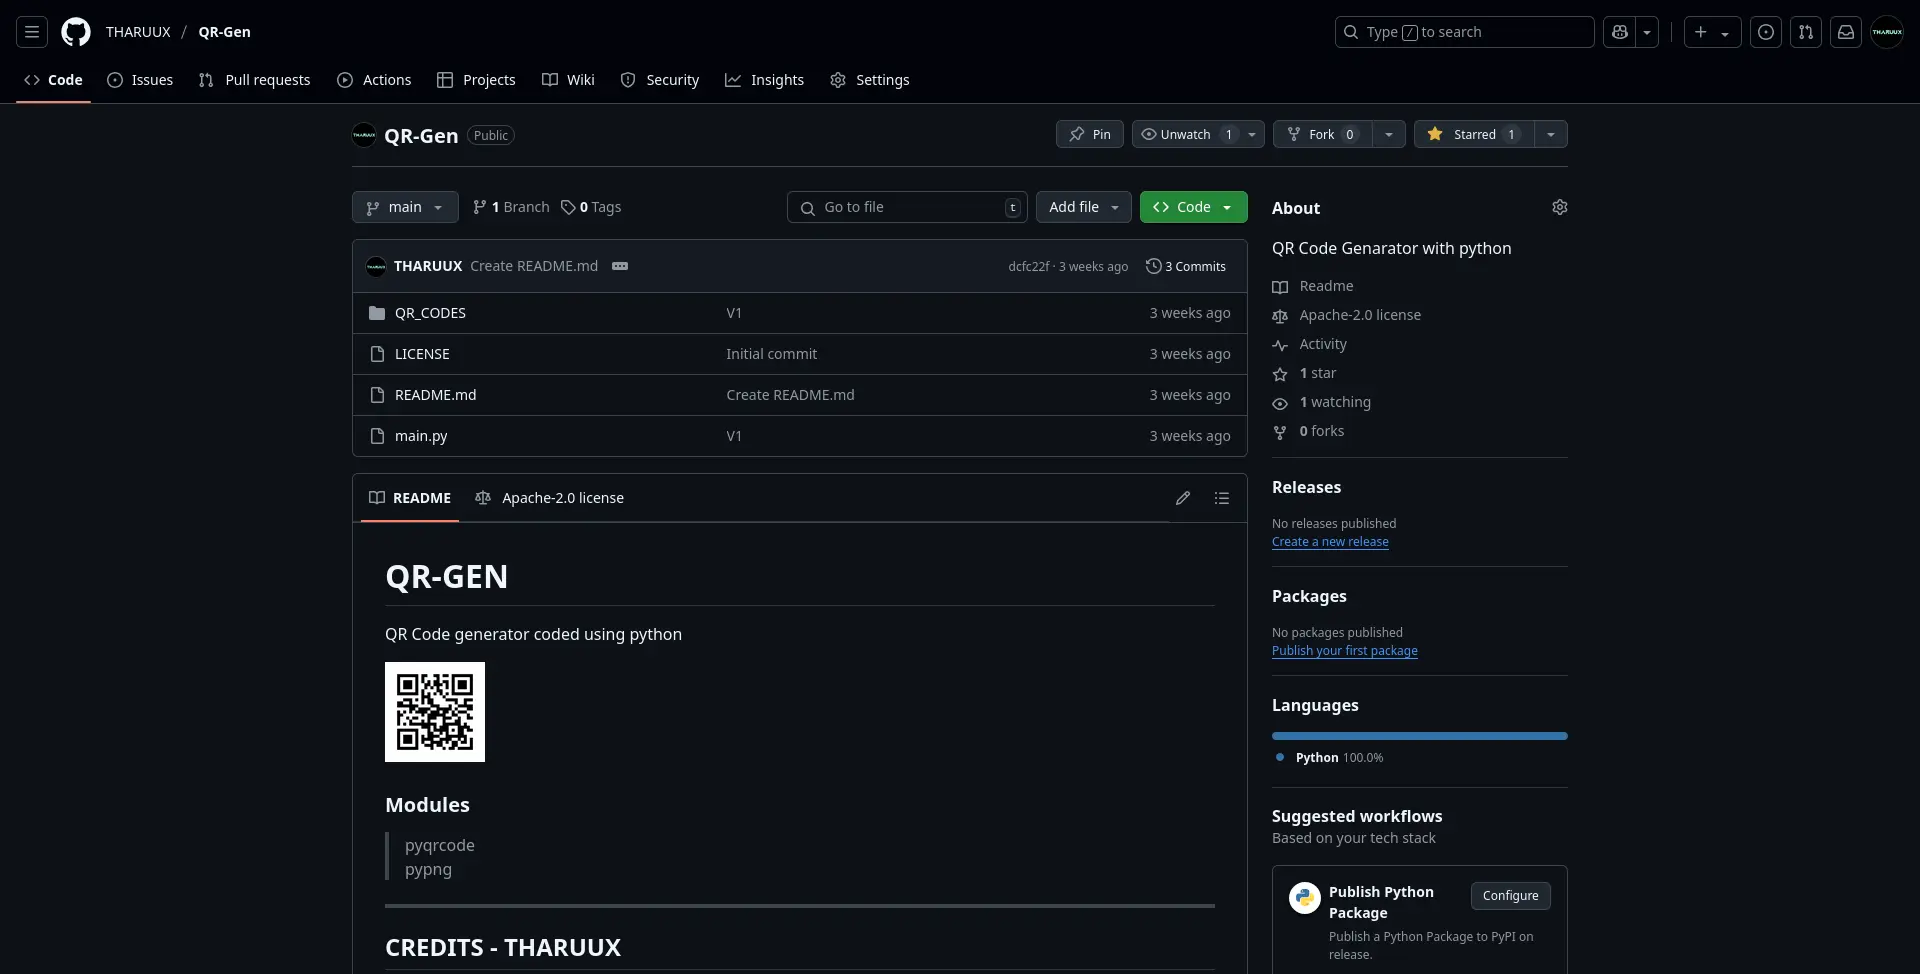 THARUUX / QR-Gen
Type / to search
THARUUX
Code Issues Pull requests Actions Projects Wiki Security Insights Settings
THARUUX QR-Gen Public
Pin Unwatch 1 Fork 0 Starred 1
main 1 Branch 0 Tags
Go to file t Add file Code
THARUUX THARUUX Create README.md dcfc22f · 3 weeks ago 3 Commits
QR_CODES V1 3 weeks ago
LICENSE Initial commit 3 weeks ago
README.md Create README.md 3 weeks ago
main.py V1 3 weeks ago
README Apache-2.0 license
QR-GEN
QR Code generator coded using python
Modules
pyqrcode
pypng
CREDITS - THARUUX
About
QR Code Genarator with python
Readme
Apache-2.0 license
Activity
1 star
1 watching
0 forks
Releases
No releases published
Create a new release
Packages
No packages published
Publish your first package
Languages
Python 100.0%
Suggested workflows
Based on your tech stack
Publish Python
Package
Configure
Publish a Python Package to PyPI on
release.